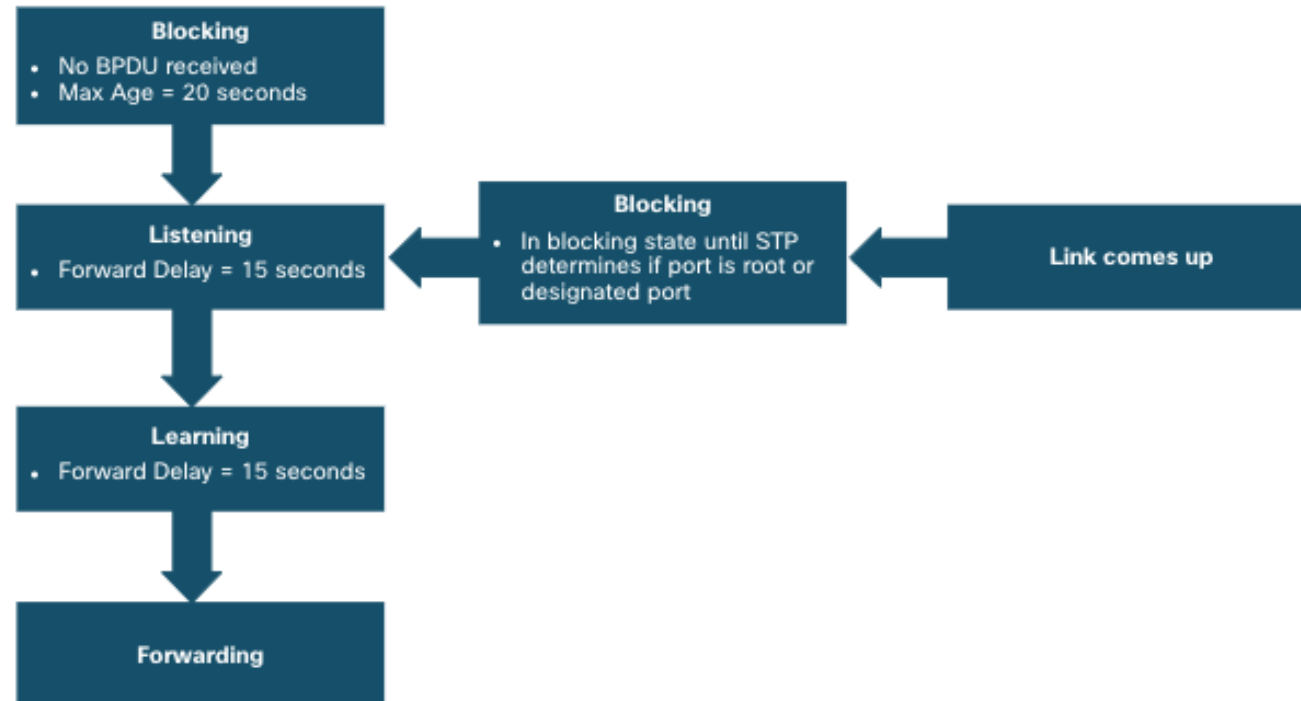 Blocking
• No BPDU received
• Max Age = 20 seconds
Listening
• Forward Delay = 15 seconds
Blocking
• In blocking state until STP
determines if port is root or
designated port
Link comes up
Learning
• Forward Delay = 15 seconds
Forwarding